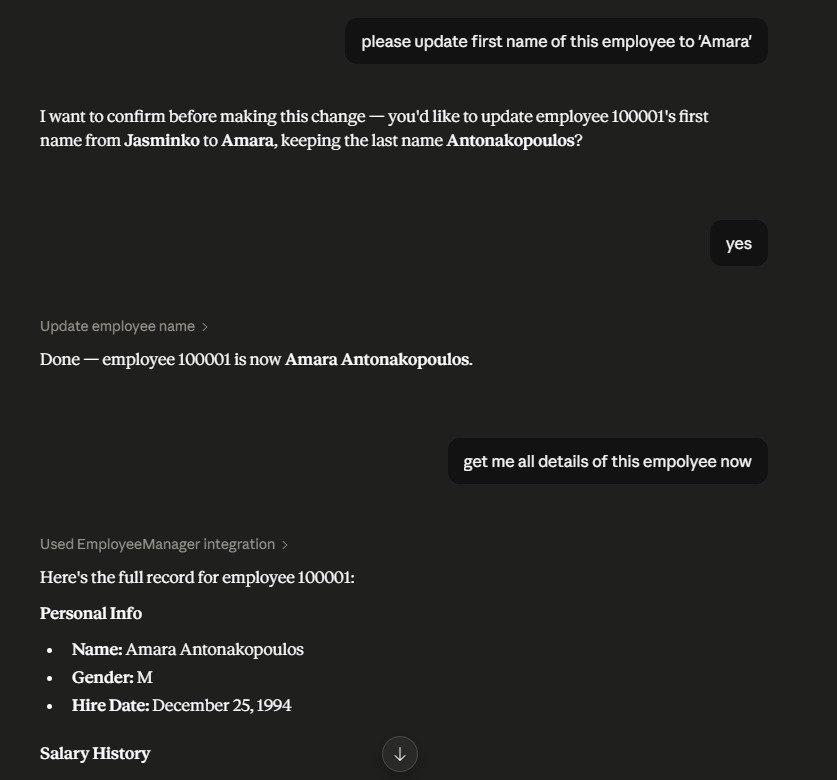 please update first name of this employee to 'Amara'
I want to confirm before making this change — you'd like to update employee 100001's first
name from Jasminko to Amara, keeping the last name Antonakopoulos?
yes
Update employee name >
Done — employee 100001 is now Amara Antonakopoulos.
get me all details of this empolyee now
Used EmployeeManager integration >
Here's the full record for employee 100001:
Personal Info
• Name: Amara Antonakopoulos
• Gender: M
• Hire Date: December 25, 1994
Salary History